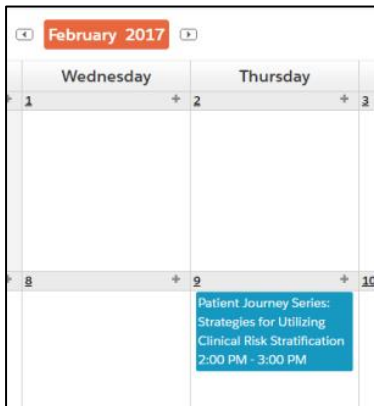 February 2017
Wednesday Thursday
1 + 2 + 3
8 + 9 + 10
Patient Journey Series:
Strategies for Utilizing
Clinical Risk Stratification
2:00 PM - 3:00 PM